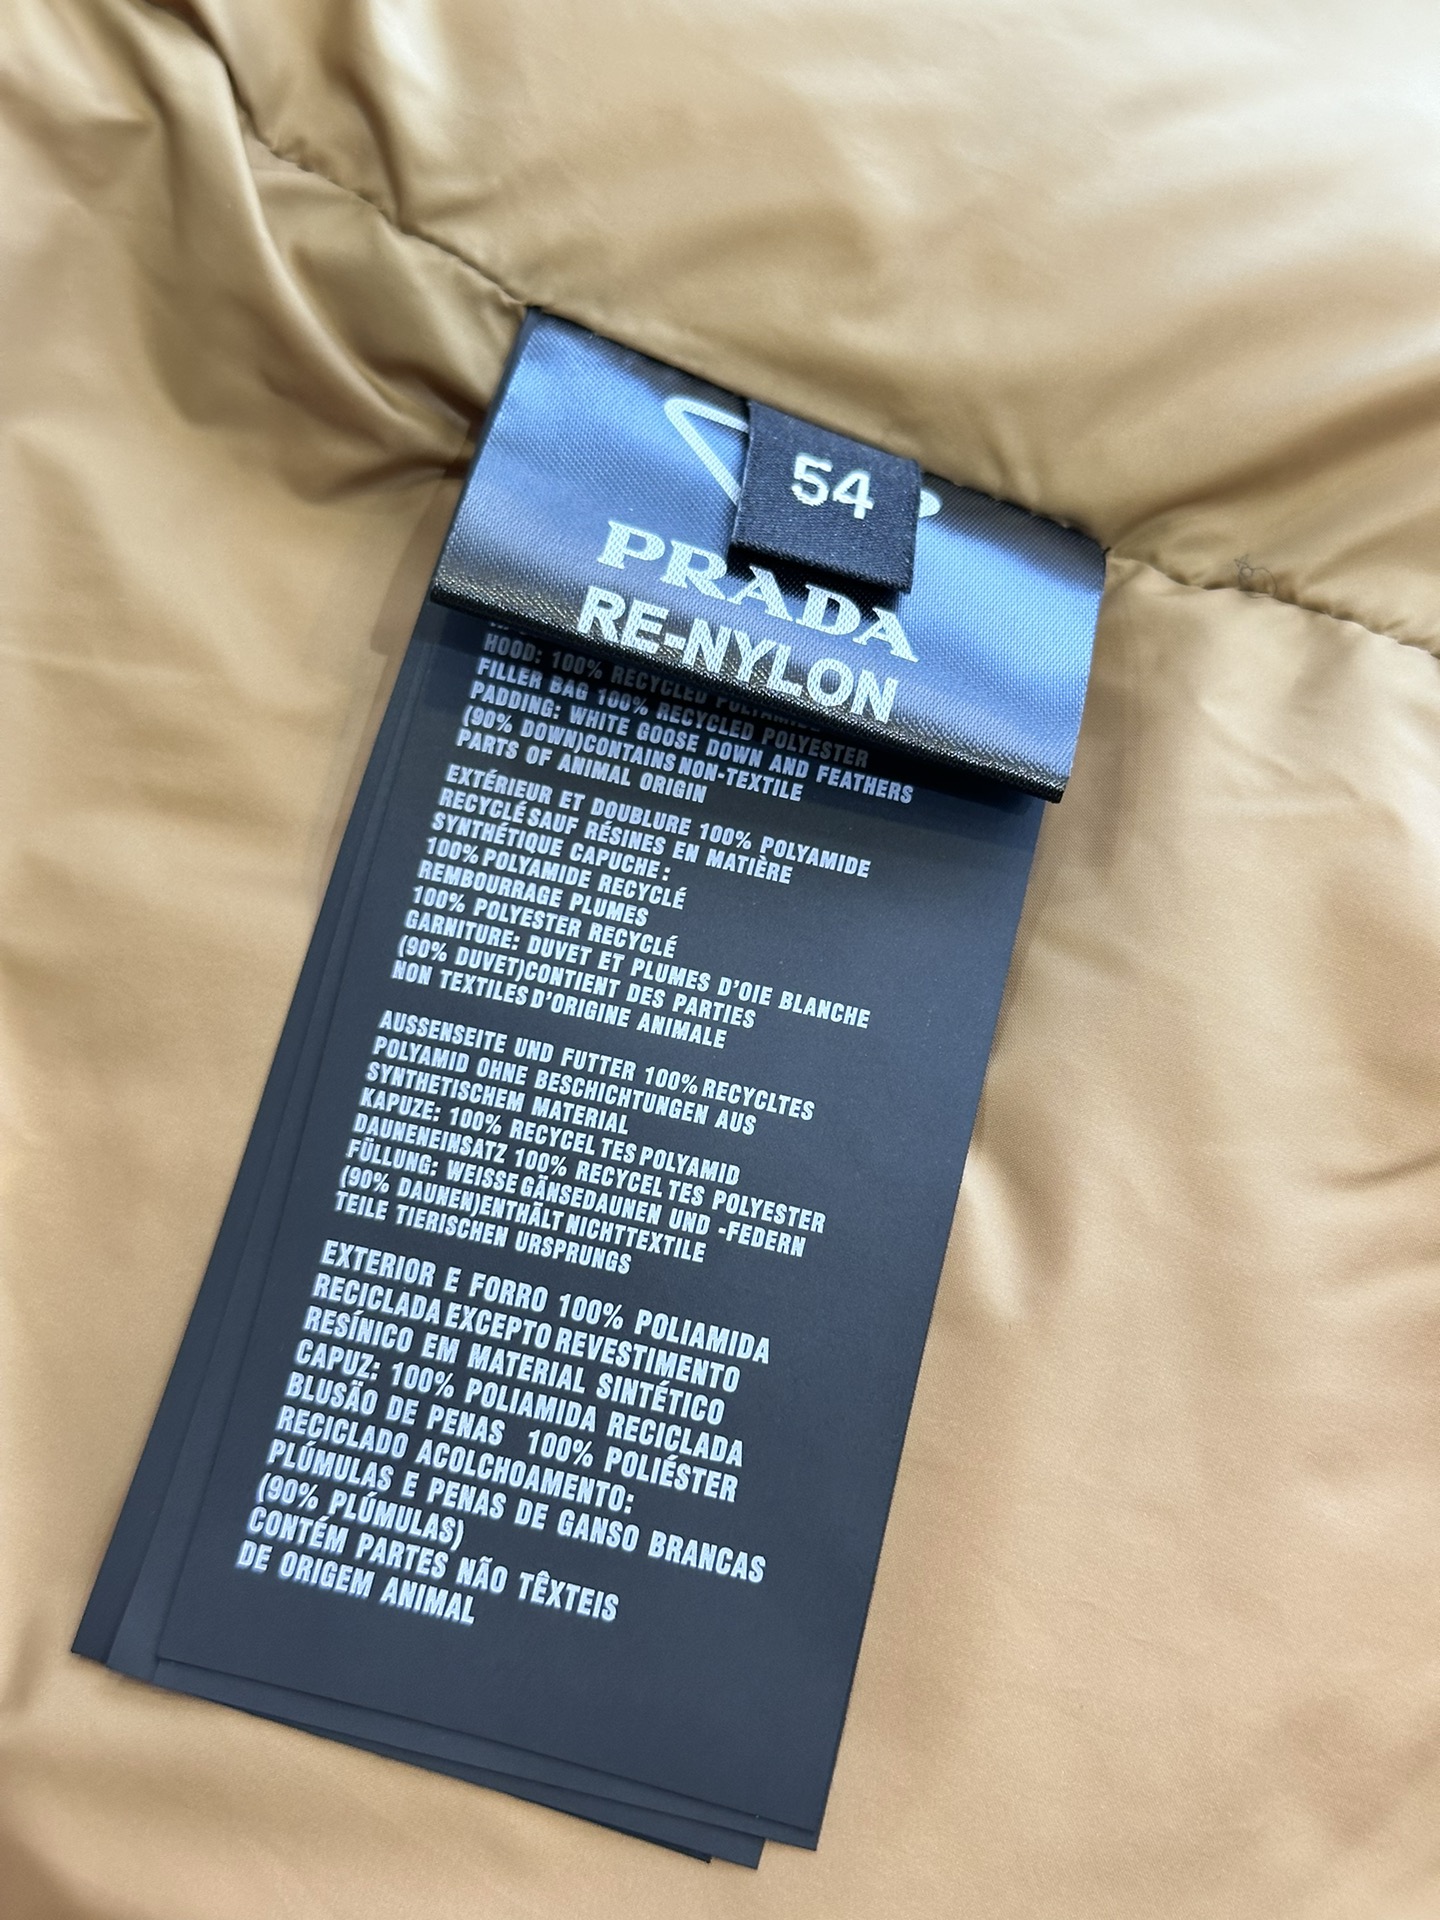 54
PRADA
RE-NYLON
HOOD: 100% RECYCLED POLYAMIDE
FILLER BAG 100% RECYCLED POLYESTER
PADDING: WHITE GOOSE DOWN AND FEATHERS
(90% DOWN)CONTAINS NON-TEXTILE
PARTS OF ANIMAL ORIGIN
EXTÉRIEUR ET DOUBLURE 100% POLYAMIDE
RECYCLÉ SAUF RÉSINES EN MATIÈRE
SYNTHÉTIQUE CAPUCHE:
100% POLYAMIDE RECYCLÉ
REMBOURRAGE PLUMES
100% POLYESTER RECYCLÉ
GARNITURE: DUVET ET PLUMES D'OIE BLANCHE
(90% DUVET)CONTIENT DES PARTIES
NON TEXTILES D'ORIGINE ANIMALE
AUSSENSEITE UND FUTTER 100% RECYCLTES
POLYAMID OHNE BESCHICHTUNGEN AUS
SYNTHETISCHEM MATERIAL
KAPUZE: 100% RECYCEL TES POLYAMID
DAUNENEINSATZ 100% RECYCEL TES POLYESTER
FÜLLUNG: WEISSE GÄNSEDAUNEN UND -FEDERN
(90% DAUNEN)ENTHÄLT NICHTTEXTILE
TEILE TIERISCHEN URSPRUNGS
EXTERIOR E FORRO 100% POLIAMIDA
RECICLADA EXCEPTO REVESTIMENTO
RESÍNICO EM MATERIAL SINTÉTICO
CAPUZ: 100% POLIAMIDA RECICLADA
BLUSÄO DE PENAS 100% POLIÉSTER
RECICLADO ACOLCHOAMENTO:
PLÚMULAS E PENAS DE GANSO BRANCAS
(90% PLÚMULAS)
CONTÉM PARTES NÃO TÊXTEIS
DE ORIGEM ANIMAL